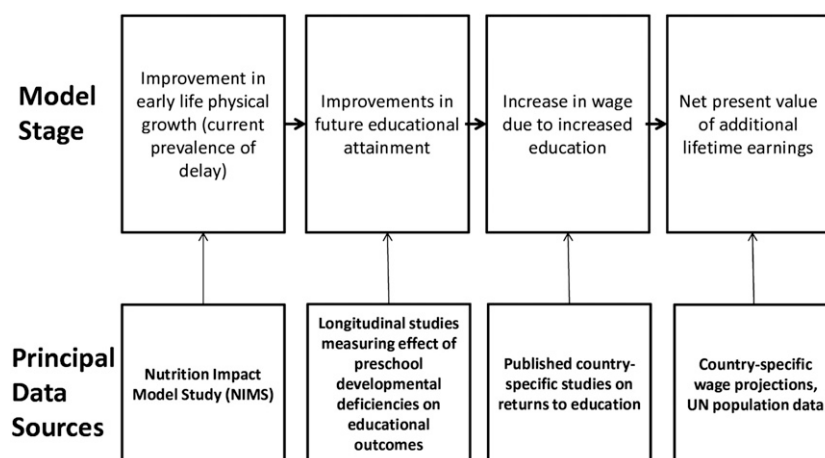 Model
Stage
Improvement in
early life physical
growth (current
prevalence of
delay)
Improvements in
future educational
attainment
Increase in wage
due to increased
education
Net present value
of additional
lifetime earnings
Principal
Data
Sources
Nutrition Impact
Model Study (NIMS)
Longitudinal studies
measuring effect of
preschool
developmental
deficiencies on
educational
outcomes
Published country-
specific studies on
returns to education
Country-specific
wage projections,
UN population data